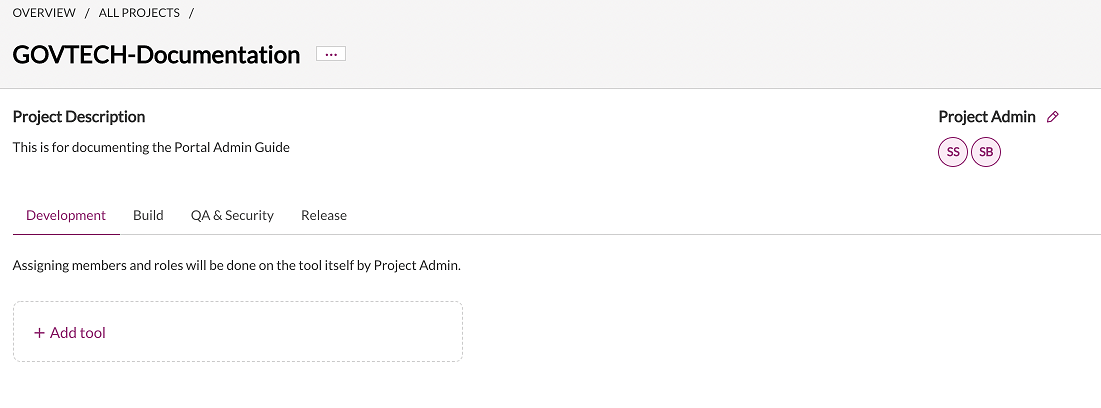 OVERVIEW / ALL PROJECTS /
GOVTECH-Documentation ...
Project Description
Project Admin
This is for documenting the Portal Admin Guide
SS SB
Development Build QA & Security Release
Assigning members and roles will be done on the tool itself by Project Admin.
+ Add tool